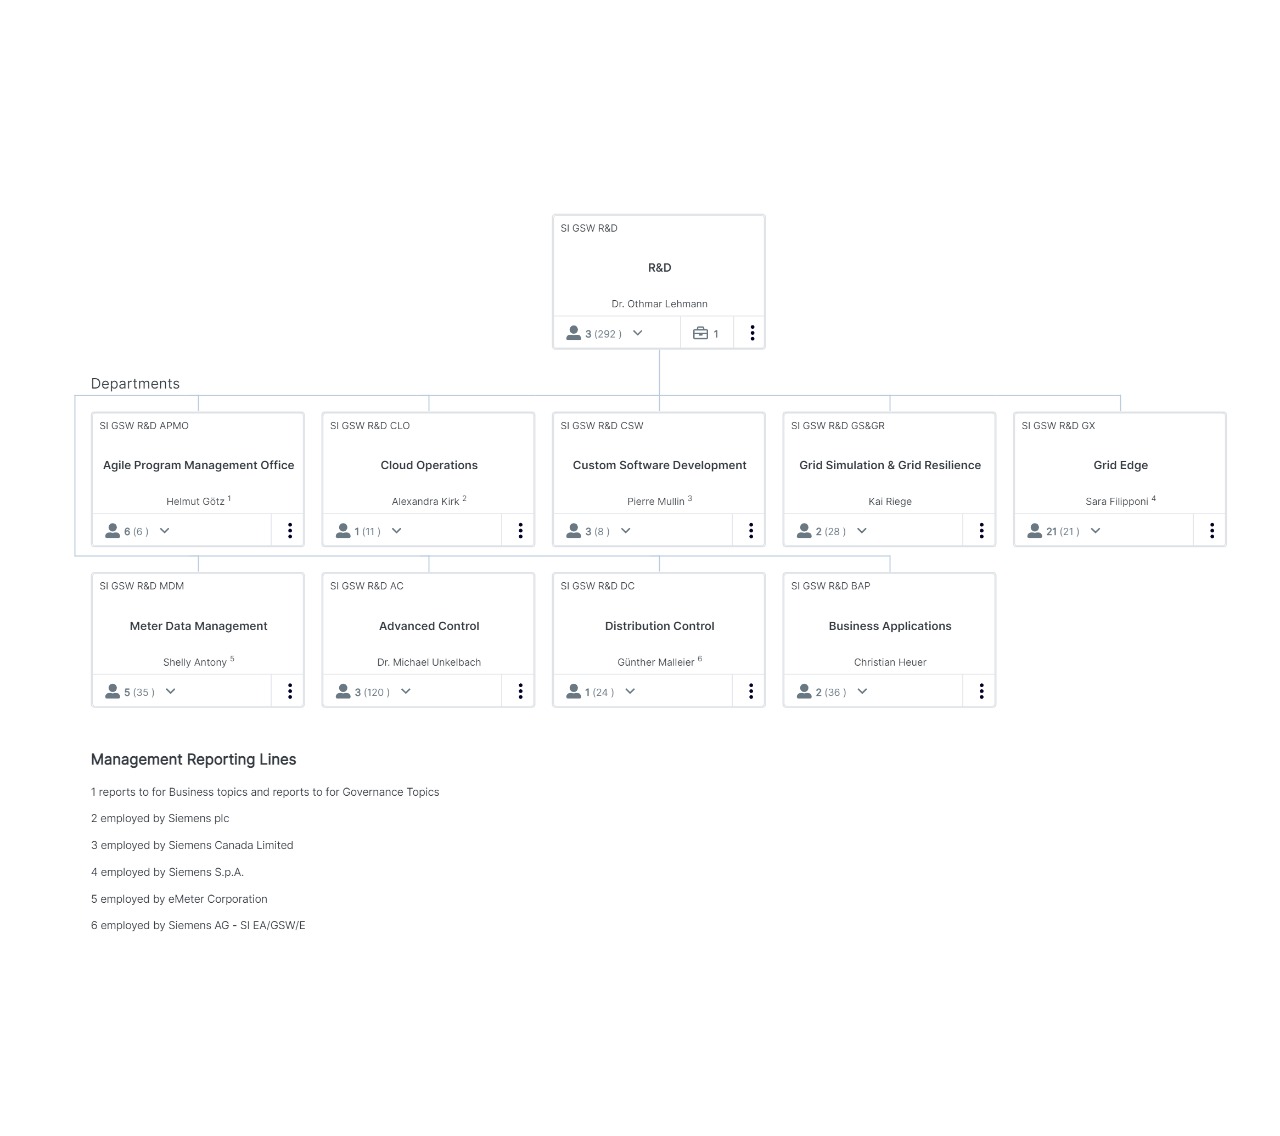 SI GSW R&D
R&D
Dr. Othmar Lehmann
3 (292 )
1
Departments
SI GSW R&D APMO
Agile Program Management Office
Helmut Götz 1
6 (6 )
SI GSW R&D CLO
Cloud Operations
Alexandra Kirk 2
1 (11 )
SI GSW R&D CSW
Custom Software Development
Pierre Mullin 3
3 (8 )
SI GSW R&D GS&GR
Grid Simulation & Grid Resilience
Kai Riege
2 (28 )
SI GSW R&D GX
Grid Edge
Sara Filipponi 4
21 (21 )
SI GSW R&D MDM
Meter Data Management
Shelly Antony 5
5 (35 )
SI GSW R&D AC
Advanced Control
Dr. Michael Unkelbach
3 (120 )
SI GSW R&D DC
Distribution Control
Günther Malleier 6
1 (24 )
SI GSW R&D BAP
Business Applications
Christian Heuer
2 (36 )
Management Reporting Lines
1 reports to for Business topics and reports to for Governance Topics
2 employed by Siemens plc
3 employed by Siemens Canada Limited
4 employed by Siemens S.p.A.
5 employed by eMeter Corporation
6 employed by Siemens AG - SI EA/GSW/E